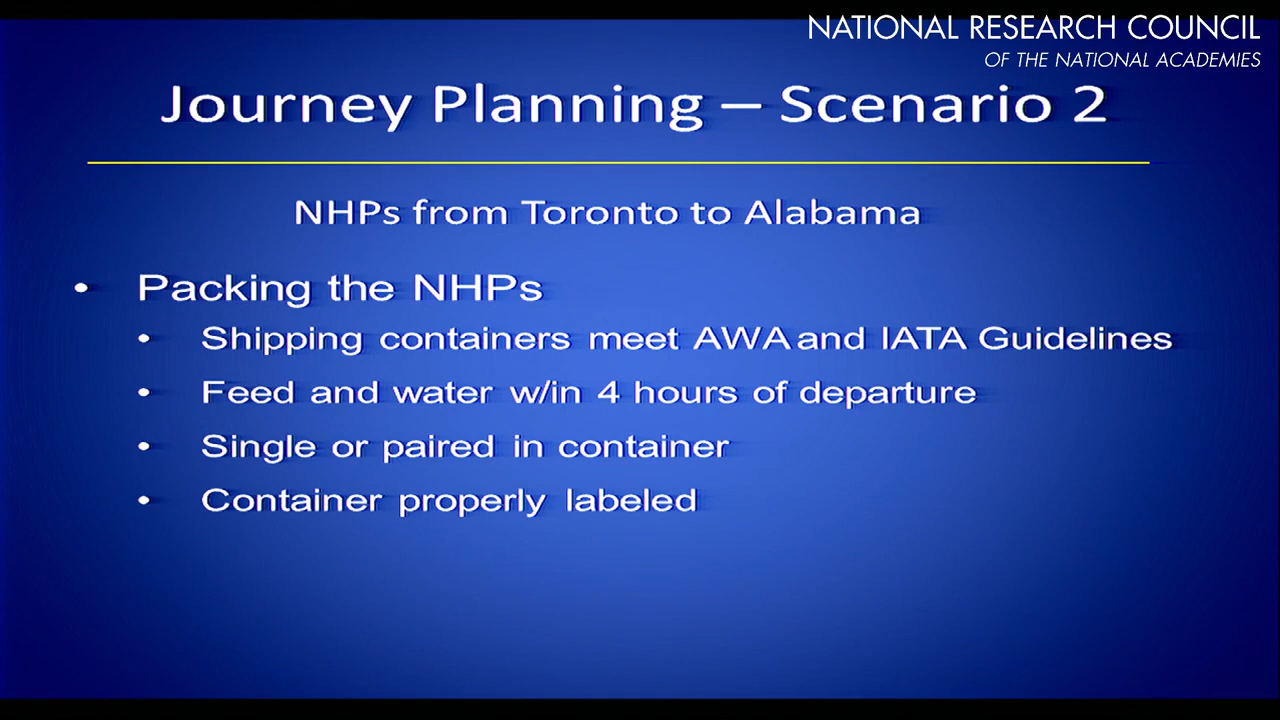 NATIONAL RESEARCH COUNCIL
OF THE NATIONAL ACADEMIES
Journey Planning – Scenario 2
NHPs from Toronto to Alabama
• Packing the NHPs
• Shipping containers meet AWA and IATA Guidelines
• Feed and water w/in 4 hours of departure
• Single or paired in container
• Container properly labeled